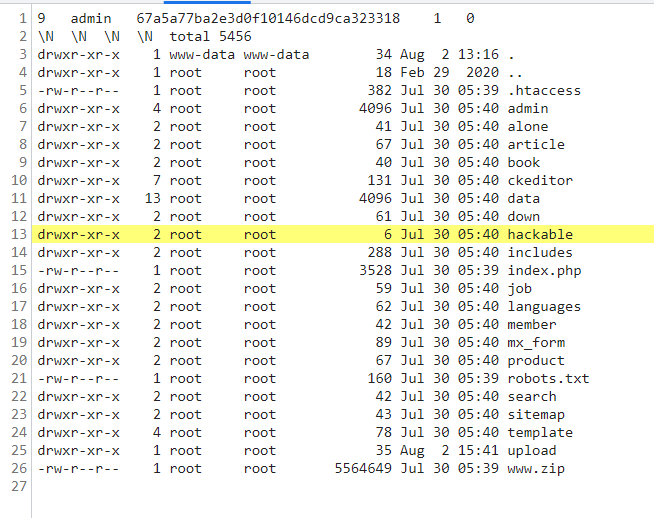 1 9 admin 67a5a77ba2e3d0f10146dcd9ca323318 1 0
2 \N \N \N \N total 5456
3 drwxr-xr-x 1 www-data www-data 34 Aug 2 13:16 .
4 drwxr-xr-x 1 root root 18 Feb 29 2020 ..
5 -rw-r--r-- 1 root root 382 Jul 30 05:39 .htaccess
6 drwxr-xr-x 4 root root 4096 Jul 30 05:40 admin
7 drwxr-xr-x 2 root root 41 Jul 30 05:40 alone
8 drwxr-xr-x 2 root root 67 Jul 30 05:40 article
9 drwxr-xr-x 2 root root 40 Jul 30 05:40 book
10 drwxr-xr-x 7 root root 131 Jul 30 05:40 ckeditor
11 drwxr-xr-x 13 root root 4096 Jul 30 05:40 data
12 drwxr-xr-x 2 root root 61 Jul 30 05:40 down
13 drwxr-xr-x 2 root root 6 Jul 30 05:40 hackable
14 drwxr-xr-x 2 root root 288 Jul 30 05:40 includes
15 -rw-r--r-- 1 root root 3528 Jul 30 05:39 index.php
16 drwxr-xr-x 2 root root 59 Jul 30 05:40 job
17 drwxr-xr-x 2 root root 62 Jul 30 05:40 languages
18 drwxr-xr-x 2 root root 42 Jul 30 05:40 member
19 drwxr-xr-x 2 root root 89 Jul 30 05:40 mx_form
20 drwxr-xr-x 2 root root 67 Jul 30 05:40 product
21 -rw-r--r-- 1 root root 160 Jul 30 05:39 robots.txt
22 drwxr-xr-x 2 root root 42 Jul 30 05:40 search
23 drwxr-xr-x 2 root root 43 Jul 30 05:40 sitemap
24 drwxr-xr-x 4 root root 78 Jul 30 05:40 template
25 drwxr-xr-x 1 root root 35 Aug 2 15:41 upload
26 -rw-r--r-- 1 root root 5564649 Jul 30 05:39 www.zip
27